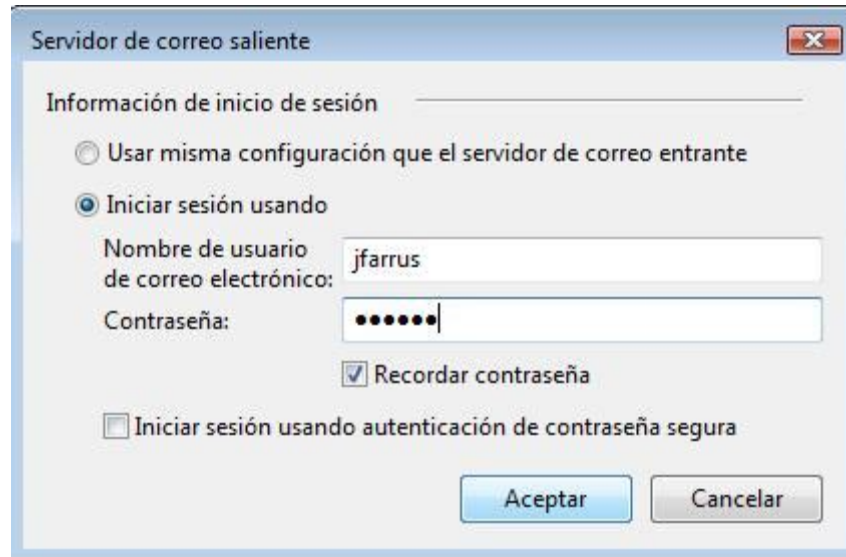 Servidor de correo saliente
Información de inicio de sesión
Usar misma configuración que el servidor de correo entrante
Iniciar sesión usando
Nombre de usuario
de correo electrónico:
jfarrus
Contraseña:
●●●●●●
Recordar contraseña
Iniciar sesión usando autenticación de contraseña segura
Aceptar
Cancelar